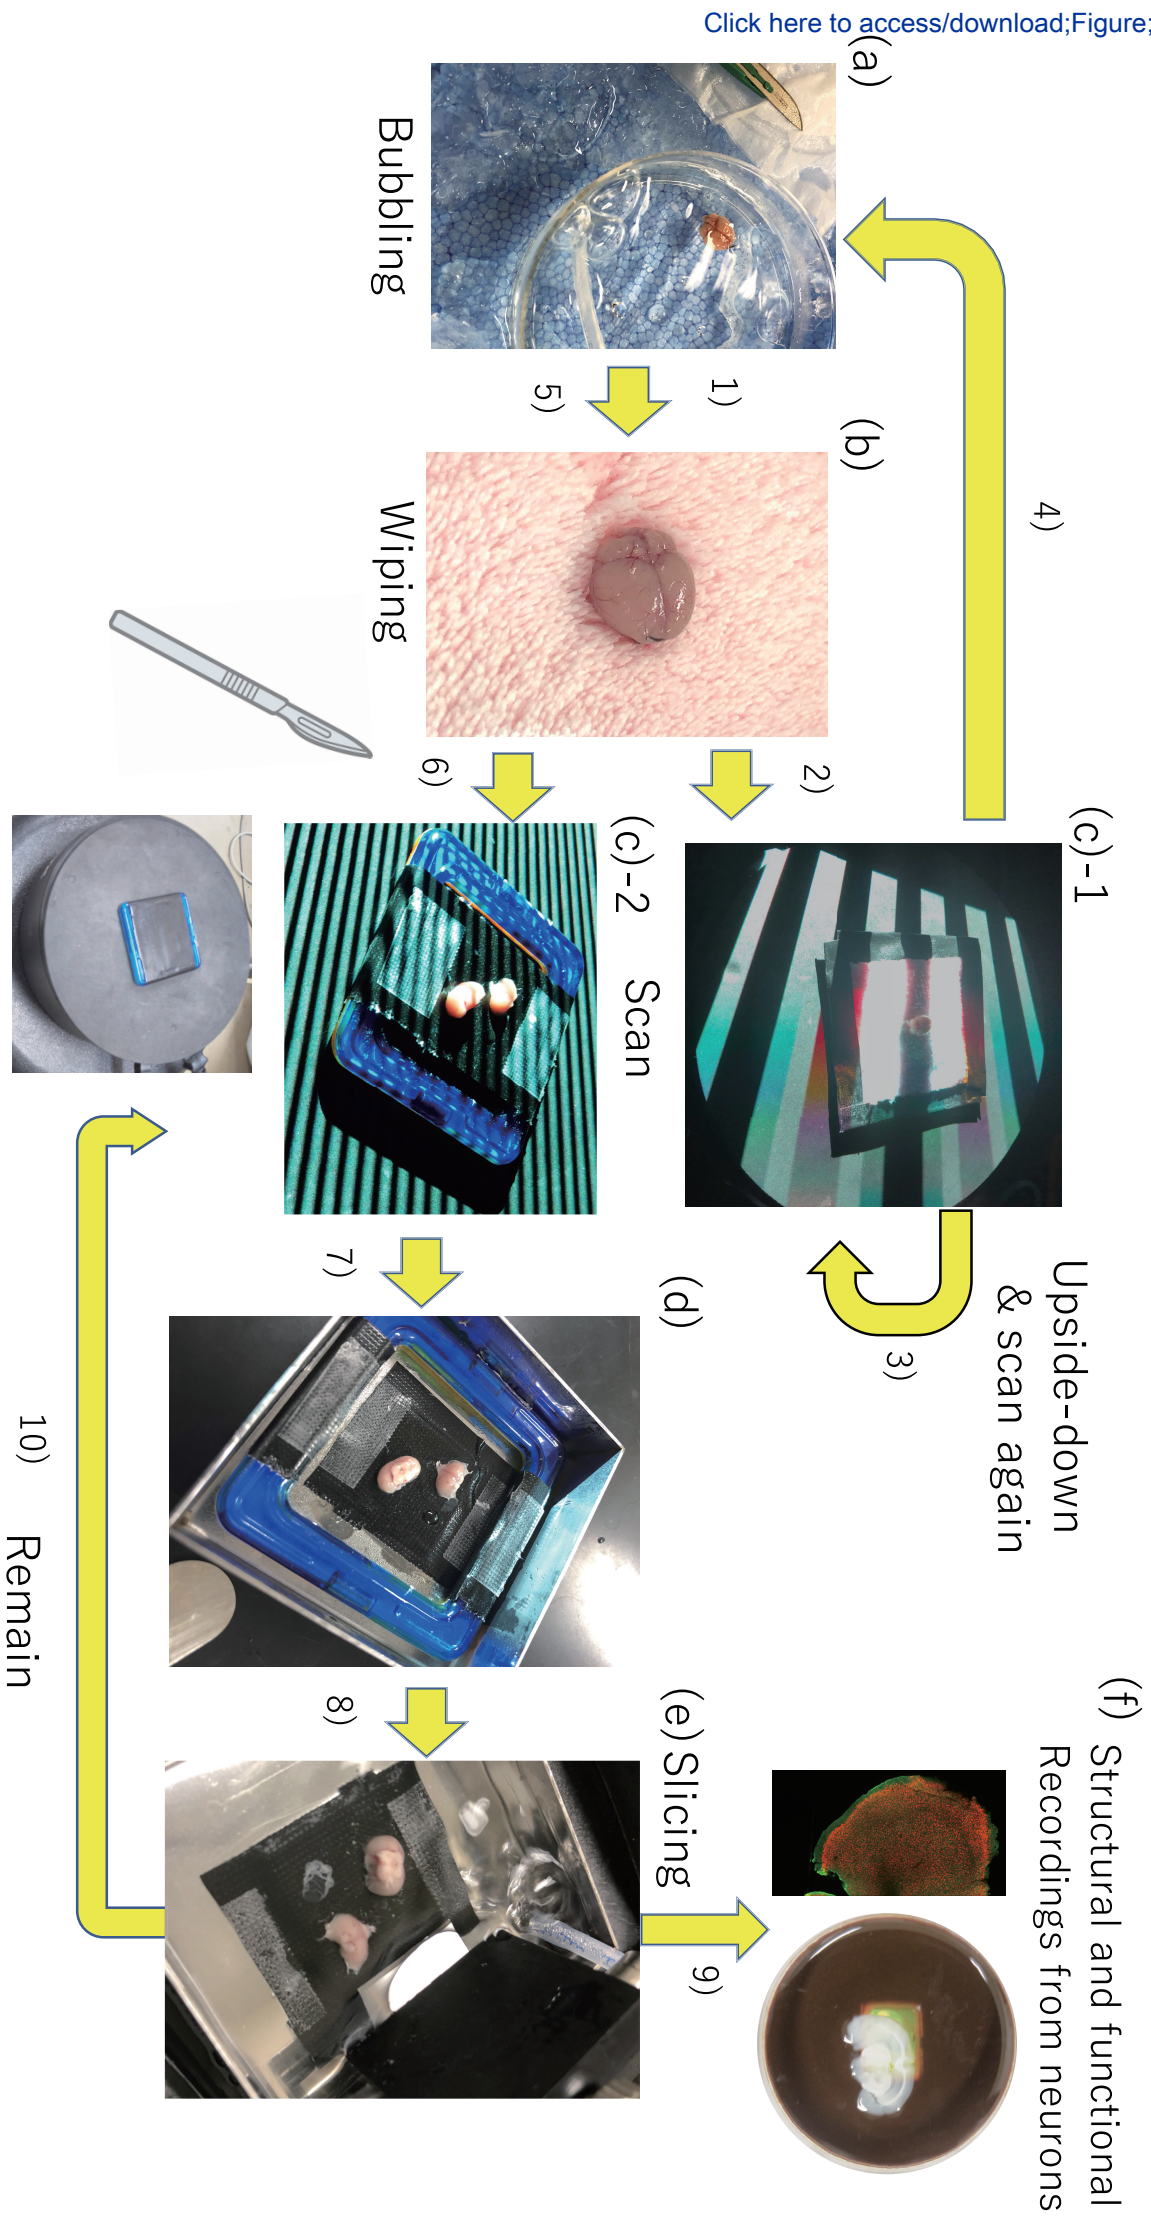 Click here to access/download;Figure;
(a)
Bubbling
1)
5)
(b)
Wiping
4)
2)
6)
(c)-1
(c)-2
Scan
Upside-down
& scan again
3)
7)
(d)
8)
(e) Slicing
9)
10)
Remain
(f)
Structural and functional
Recordings from neurons